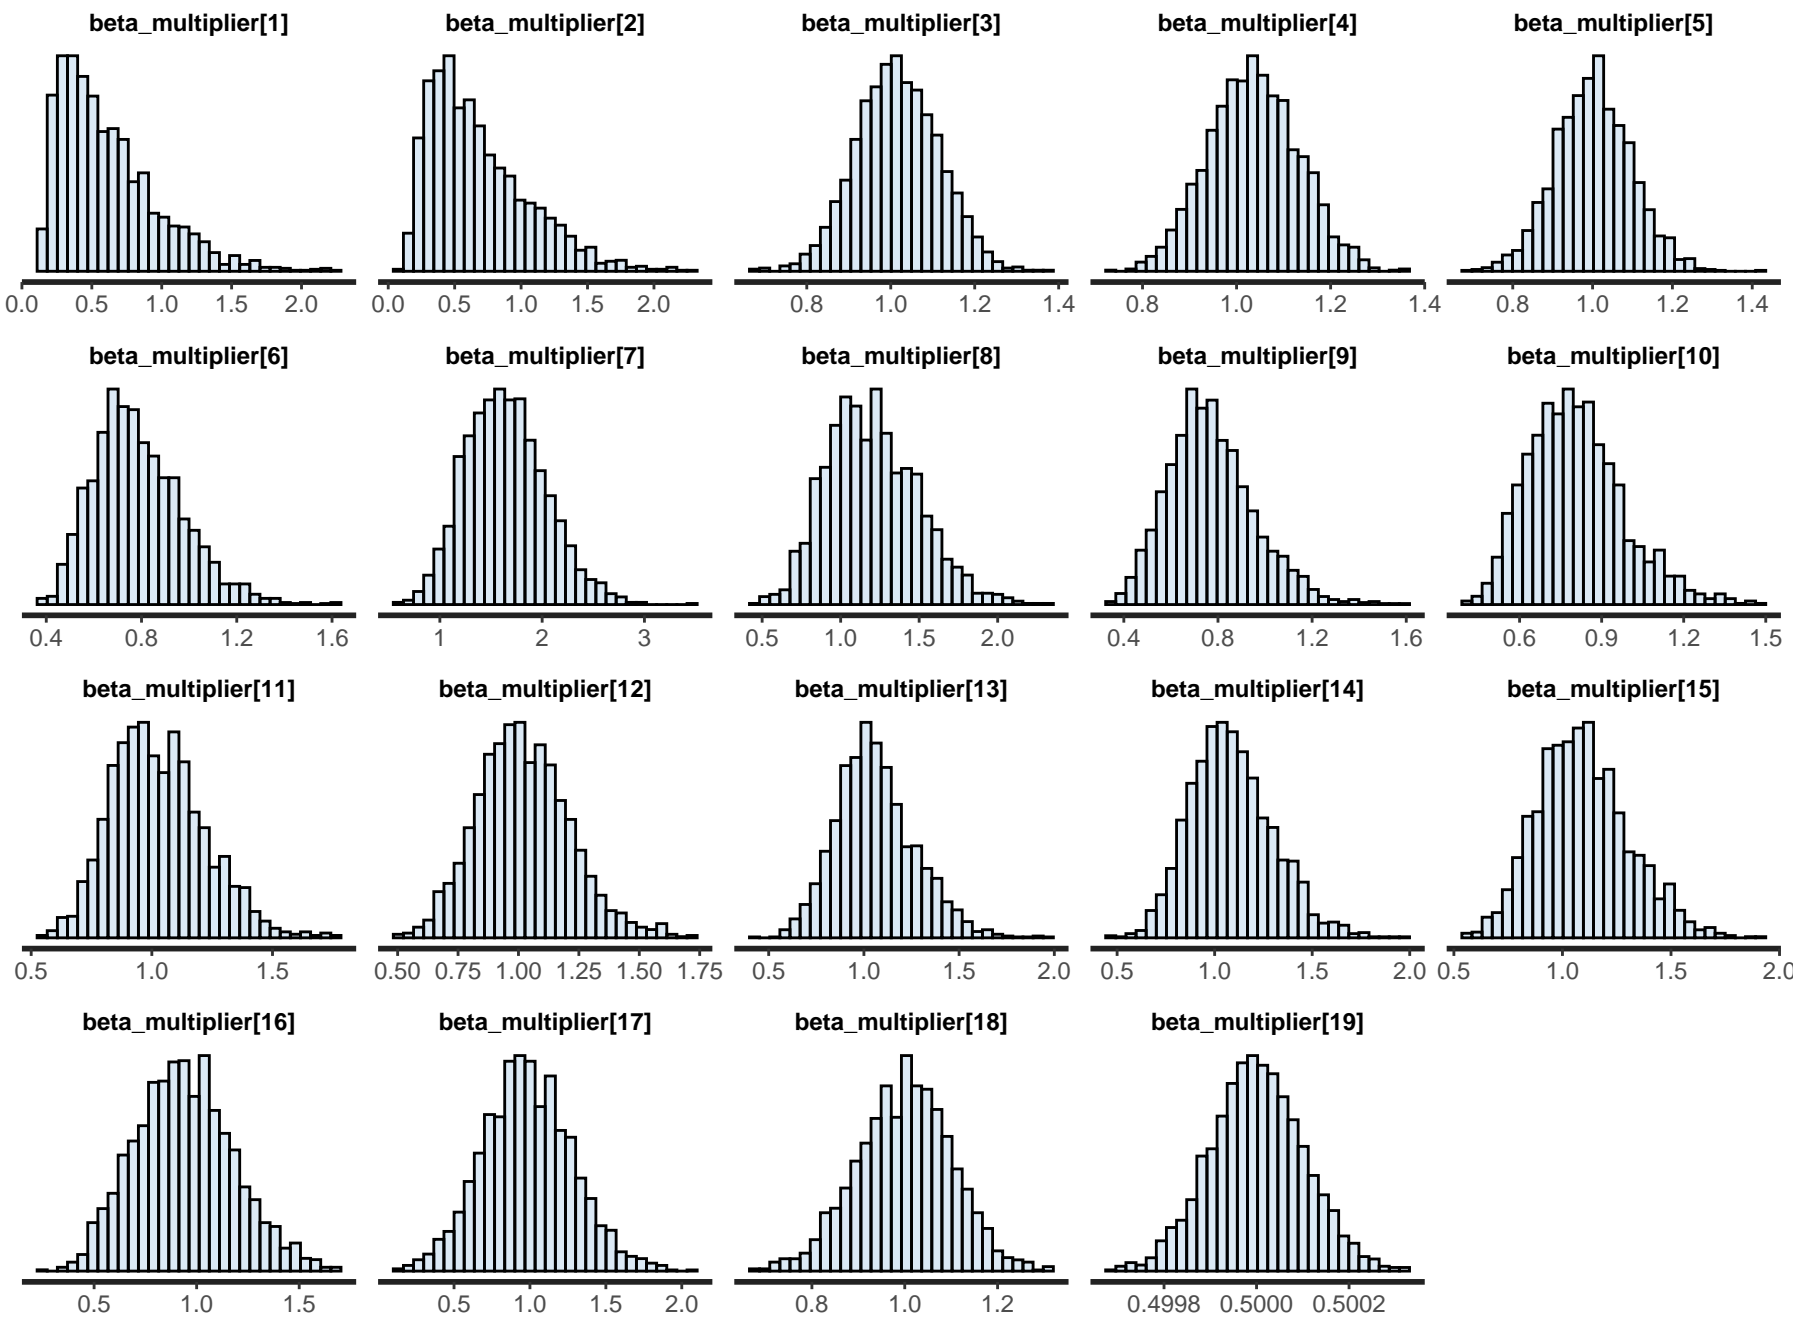 beta_multiplier[1] beta_multiplier[2] beta_multiplier[3] beta_multiplier[4] beta_multiplier[5]
0.0 0.5 1.0 1.5 2.0 0.0 0.5 1.0 1.5 2.0 0.8 1.0 1.2 1.4 0.8 1.0 1.2 1.4 0.8 1.0 1.2 1.4
beta_multiplier[6] beta_multiplier[7] beta_multiplier[8] beta_multiplier[9] beta_multiplier[10]
0.4 0.8 1.2 1.6 1 2 3 0.5 1.0 1.5 2.0 0.4 0.8 1.2 1.6 0.6 0.9 1.2 1.5
beta_multiplier[11] beta_multiplier[12] beta_multiplier[13] beta_multiplier[14] beta_multiplier[15]
0.5 1.0 1.5 0.50 0.75 1.00 1.25 1.50 1.75 0.5 1.0 1.5 2.0 0.5 1.0 1.5 2.0 0.5 1.0 1.5 2.0
beta_multiplier[16] beta_multiplier[17] beta_multiplier[18] beta_multiplier[19]
0.5 1.0 1.5 0.5 1.0 1.5 2.0 0.8 1.0 1.2 0.4998 0.5000 0.5002